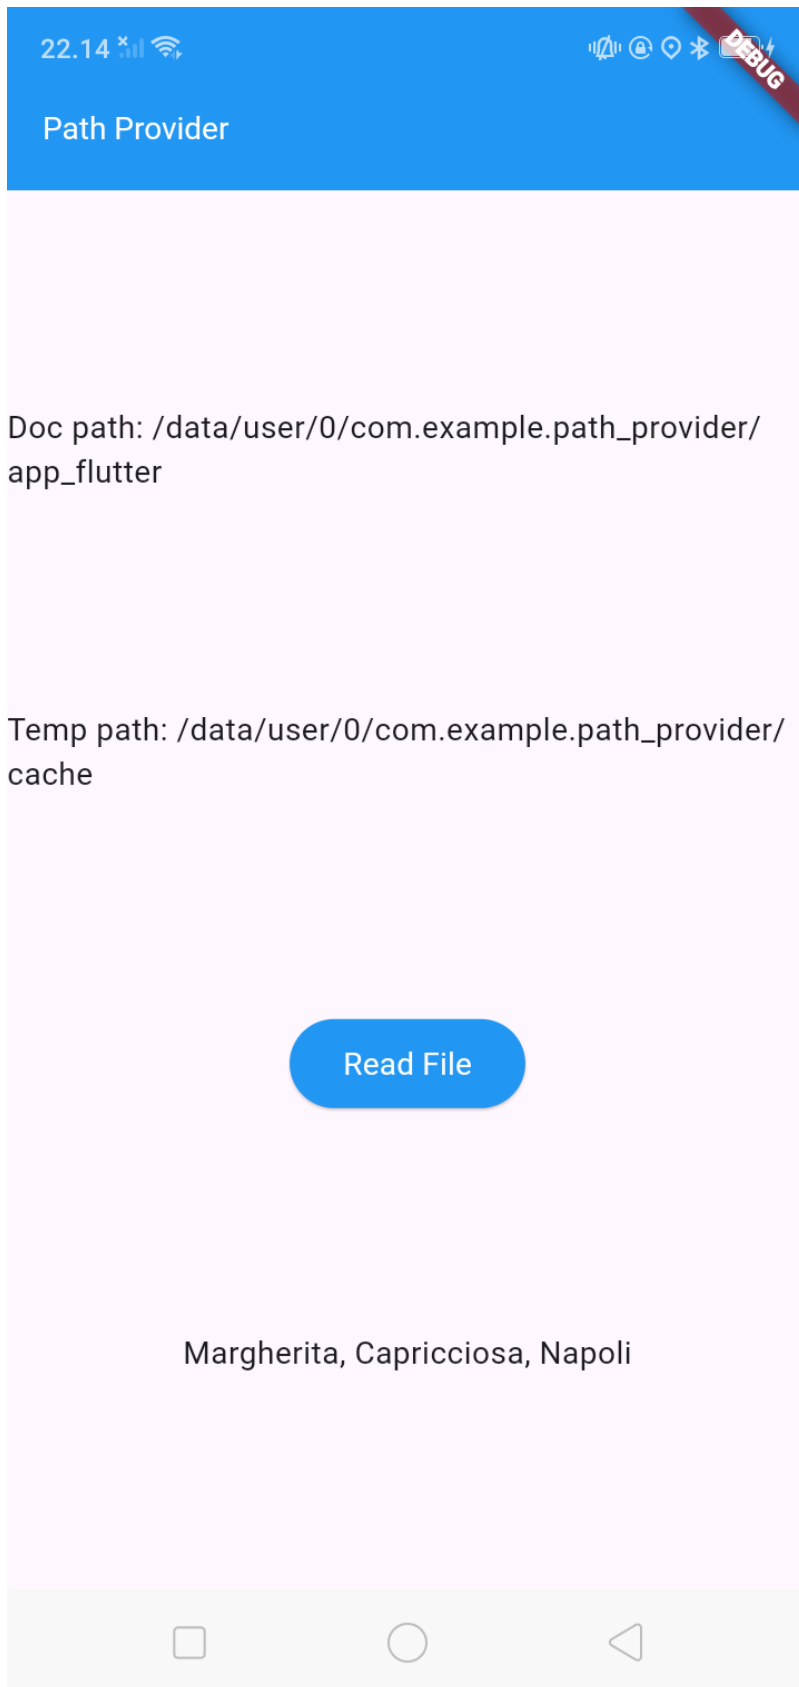 22.14
DEBUG
Path Provider
Doc path: /data/user/0/com.example.path_provider/
app_flutter
Temp path: /data/user/0/com.example.path_provider/
cache
Read File
Margherita, Capricciosa, Napoli